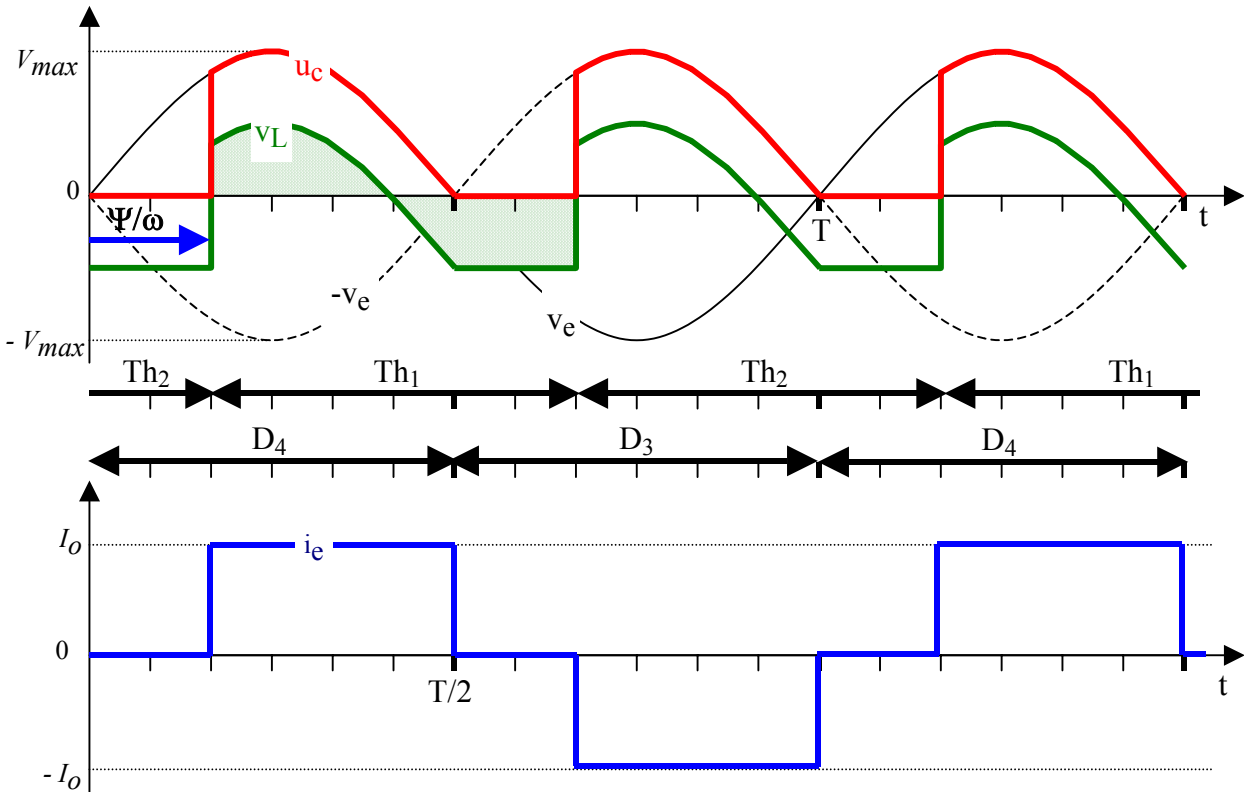 V_max
u_c
v_L
0
Ψ/ω
T
t
-v_e
v_e
- V_max
Th_2
Th_1
Th_2
Th_1
D_4
D_3
D_4
I_o
i_e
0
T/2
t
- I_o